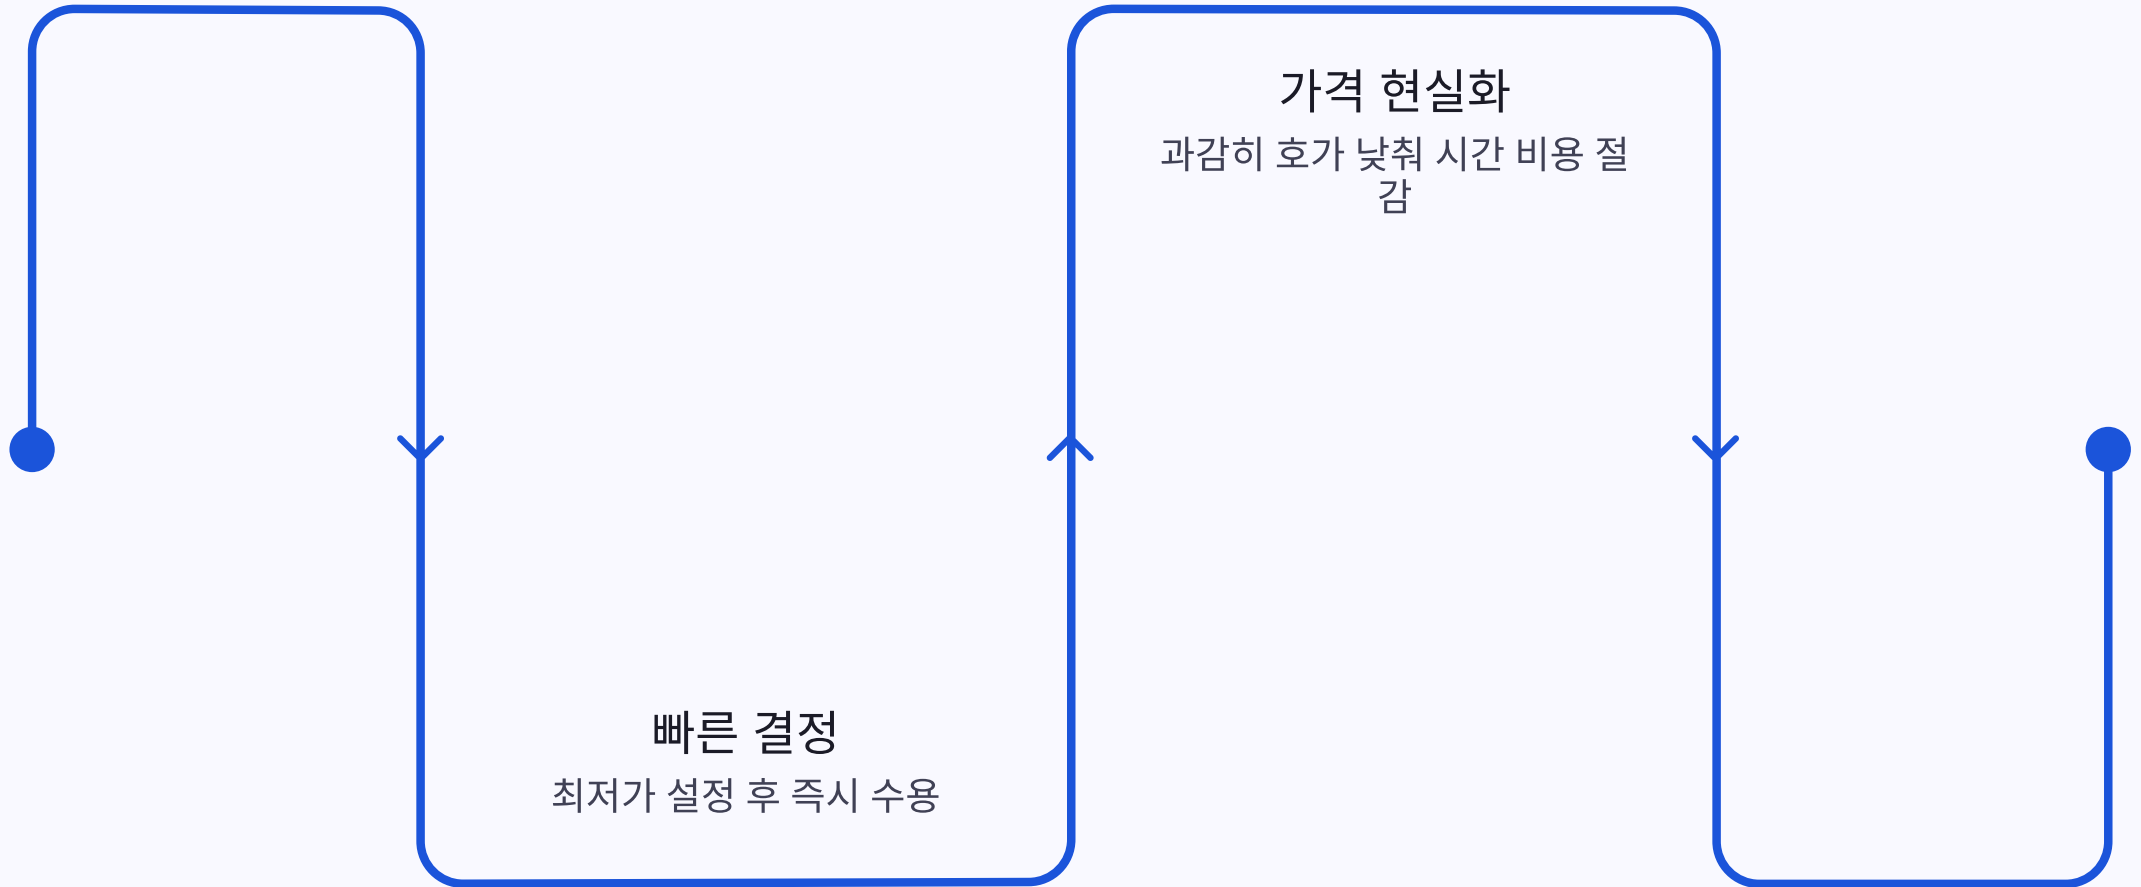 가격 현실화
과감히 호가 낮춰 시간 비용 절
감
빠른 결정
최저가 설정 후 즉시 수용